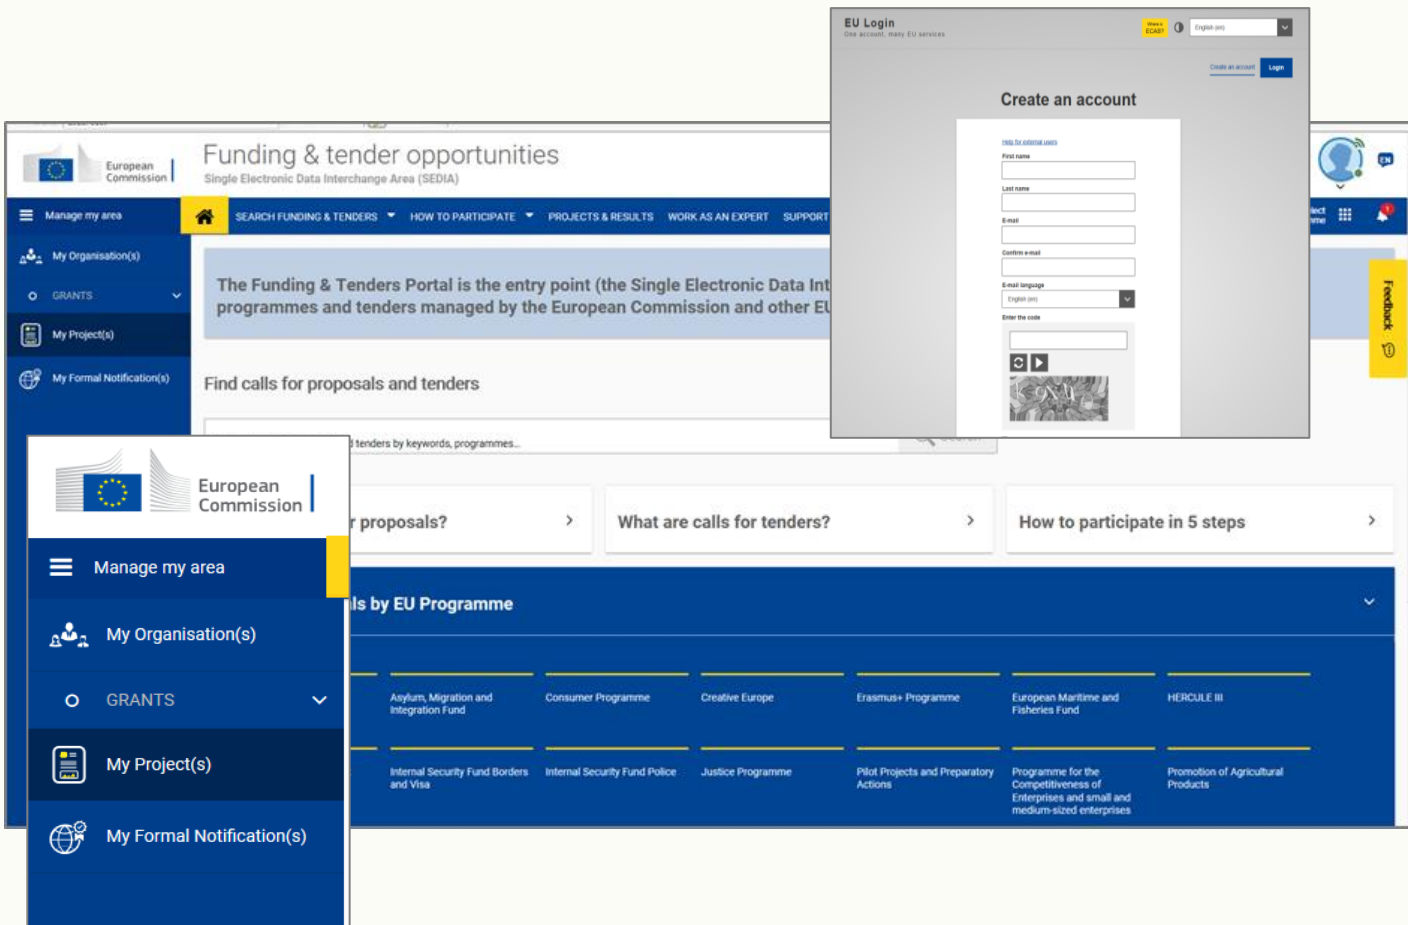 EU Login
One account, many EU services
Where is
ECAS?
English (en)
Create an account
Login
Create an account
Help for external users
First name
Last name
E-mail
Confirm e-mail
E-mail language
English (en)
Enter the code
European
Commission
Funding & tender opportunities
Single Electronic Data Interchange Area (SEDIA)
EN
Manage my area
SEARCH FUNDING & TENDERS
HOW TO PARTICIPATE
PROJECTS & RESULTS
WORK AS AN EXPERT
SUPPORT
1
My Organisation(s)
GRANTS
My Project(s)
My Formal Notification(s)
The Funding & Tenders Portal is the entry point (the Single Electronic Data Int
programmes and tenders managed by the European Commission and other EU
Feedback
Find calls for proposals and tenders
tenders by keywords, programmes...
r proposals?
What are calls for tenders?
How to participate in 5 steps
ls by EU Programme
Asylum, Migration and
Integration Fund
Consumer Programme
Creative Europe
Erasmus+ Programme
European Maritime and
Fisheries Fund
HERCULE III
Internal Security Fund Borders
and Visa
Internal Security Fund Police
Justice Programme
Pilot Projects and Preparatory
Actions
Programme for the
Competitiveness of
Enterprises and small and
medium-sized enterprises
Promotion of Agricultural
Products
European
Commission
Manage my area
My Organisation(s)
GRANTS
My Project(s)
My Formal Notification(s)